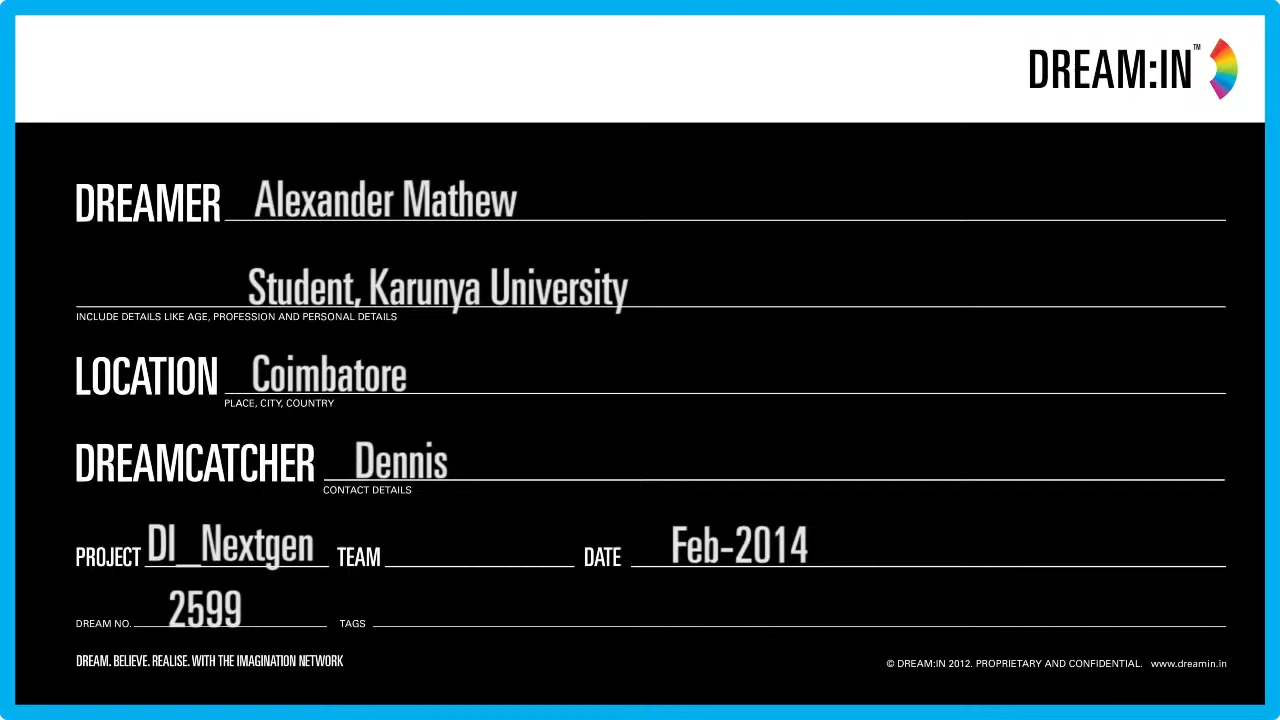 DREAM:IN™
DREAMER Alexander Mathew
Student, Karunya University
INCLUDE DETAILS LIKE AGE, PROFESSION AND PERSONAL DETAILS
LOCATION Coimbatore
PLACE, CITY, COUNTRY
DREAMCATCHER Dennis
CONTACT DETAILS
PROJECT DI_Nextgen TEAM DATE Feb-2014
DREAM NO. 2599 TAGS
DREAM. BELIEVE. REALISE. WITH THE IMAGINATION NETWORK © DREAM:IN 2012. PROPRIETARY AND CONFIDENTIAL. www.dreamin.in